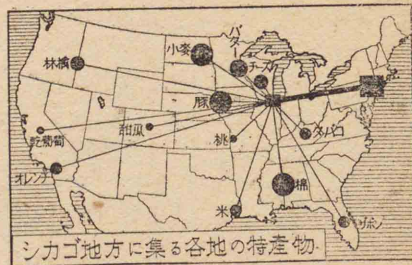 小麥
バター
チーズ
林檎
豚
乾葡萄
甜瓜
桃
タバコ
オレンヂ
米
棉
ザボン
シカゴ地方に集る各地の特産物.